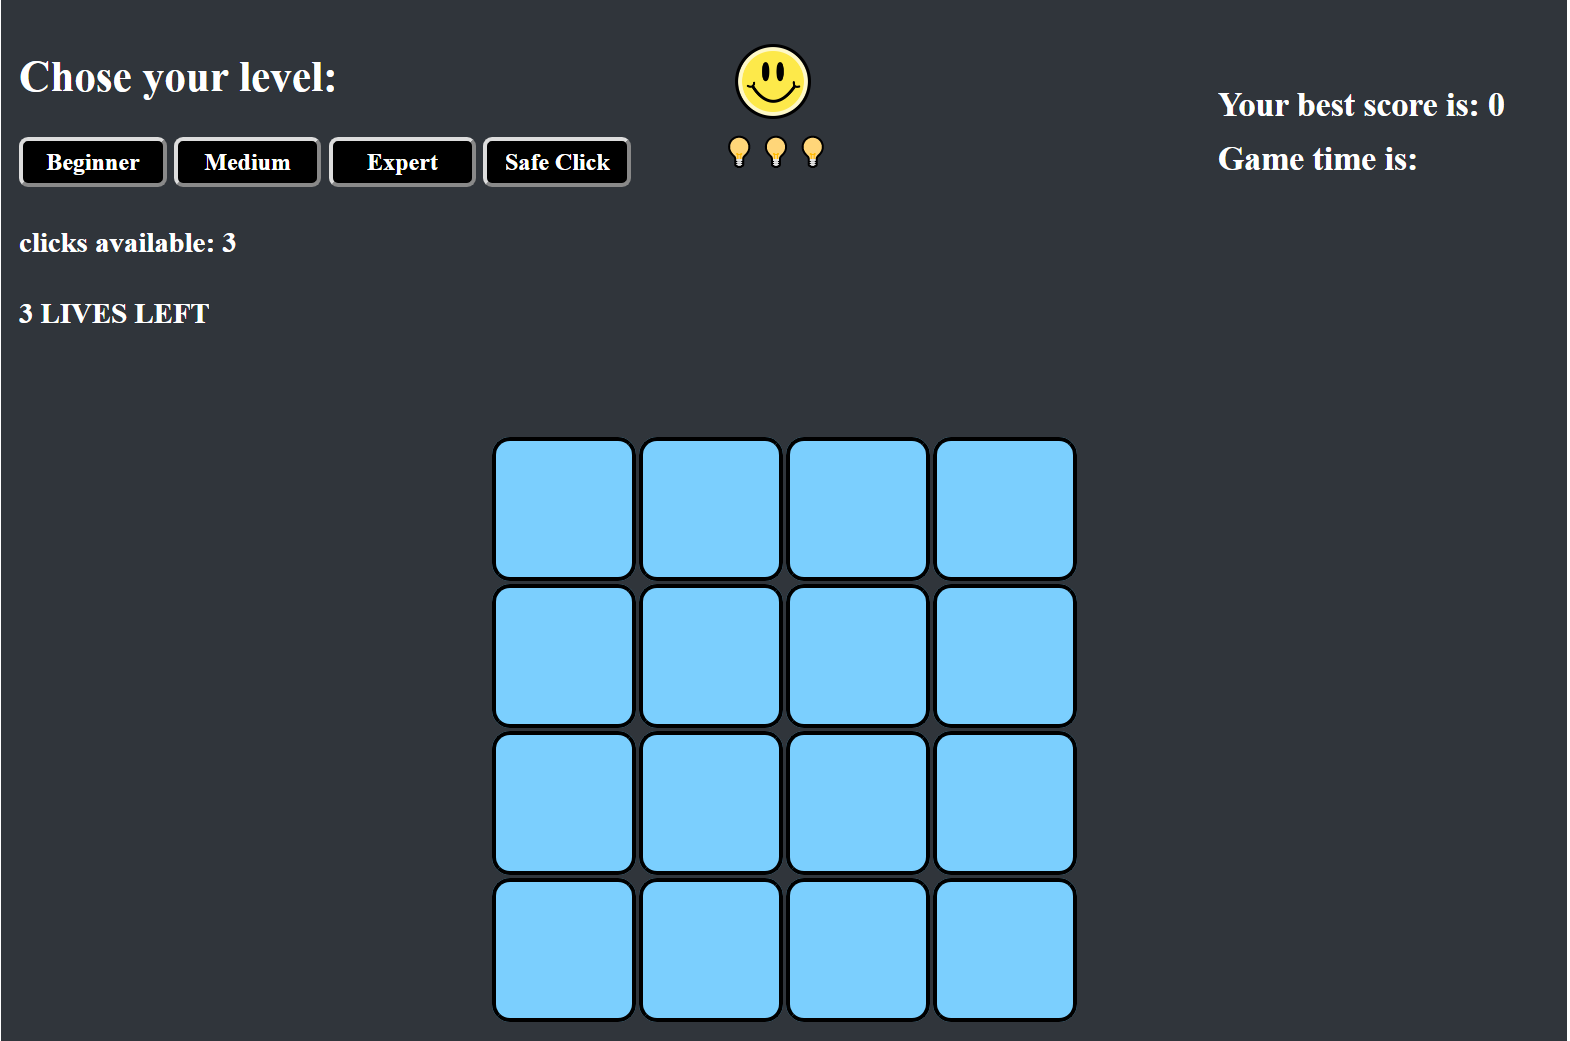 Chose your level:
Beginner
Medium
Expert
Safe Click
clicks available: 3
3 LIVES LEFT
Your best score is: 0
Game time is: